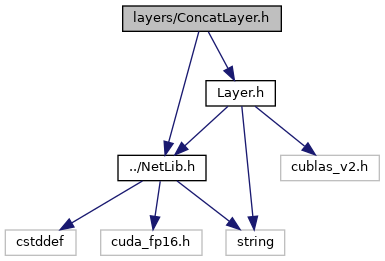 layers/ConcatLayer.h
Layer.h
../NetLib.h
cublas_v2.h
cstddef
cuda_fp16.h
string